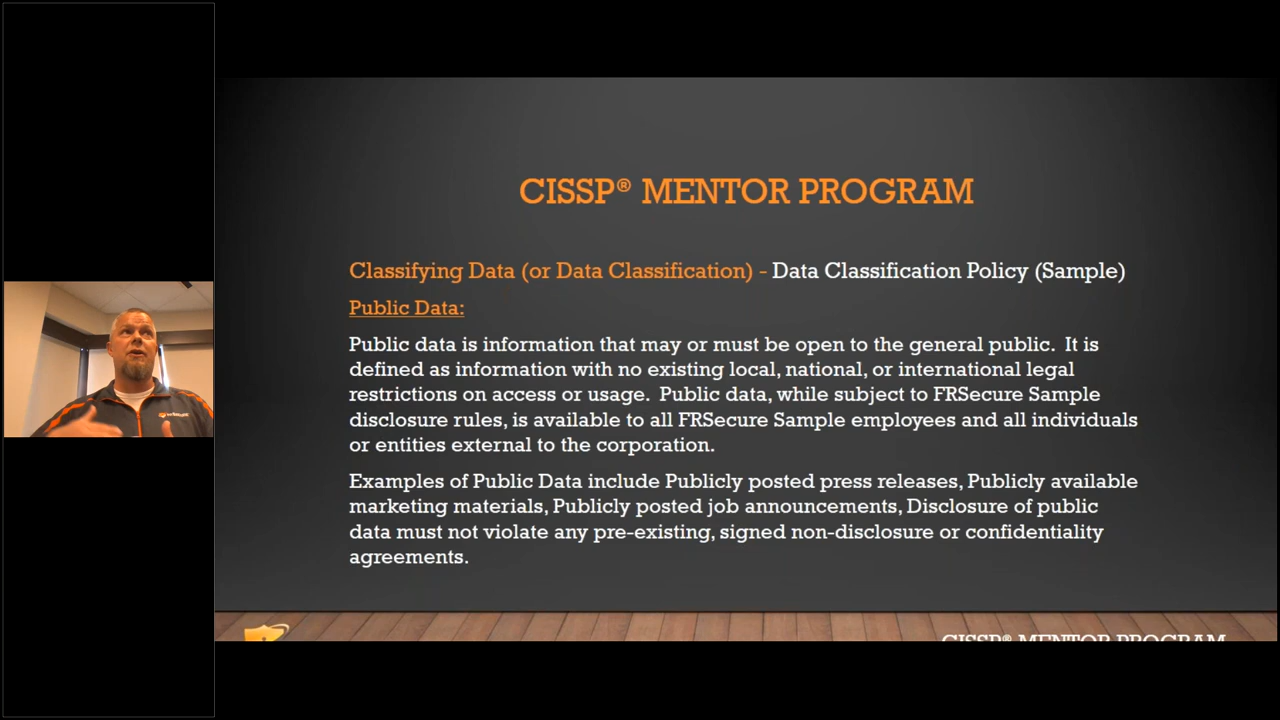 CISSP® MENTOR PROGRAM
Classifying Data (or Data Classification) - Data Classification Policy (Sample)
Public Data:
Public data is information that may or must be open to the general public. It is
defined as information with no existing local, national, or international legal
restrictions on access or usage. Public data, while subject to FRSecure Sample
disclosure rules, is available to all FRSecure Sample employees and all individuals
or entities external to the corporation.
Examples of Public Data include Publicly posted press releases, Publicly available
marketing materials, Publicly posted job announcements, Disclosure of public
data must not violate any pre-existing, signed non-disclosure or confidentiality
agreements.
CISSP® MENTOR PROGRAM